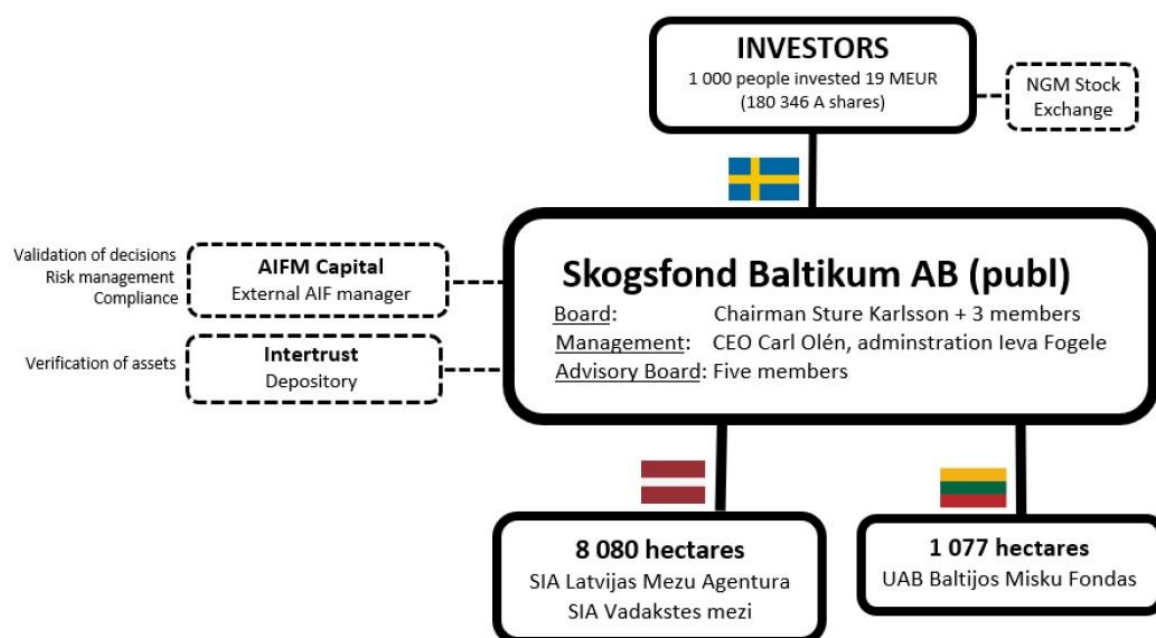 INVESTORS
1 000 people invested 19 MEUR
(180 346 A shares)
NGM Stock
Exchange
Validation of decisions
Risk management
Compliance
AIFM Capital
External AIF manager
Verification of assets
Intertrust
Depository
Skogsfond Baltikum AB (publ)
Board: Chairman Sture Karlsson + 3 members
Management: CEO Carl Olén, adminstration Ieva Fogele
Advisory Board: Five members
8 080 hectares
SIA Latvijas Mezu Agentura
SIA Vadakstes mezi
1 077 hectares
UAB Baltijos Misku Fondas